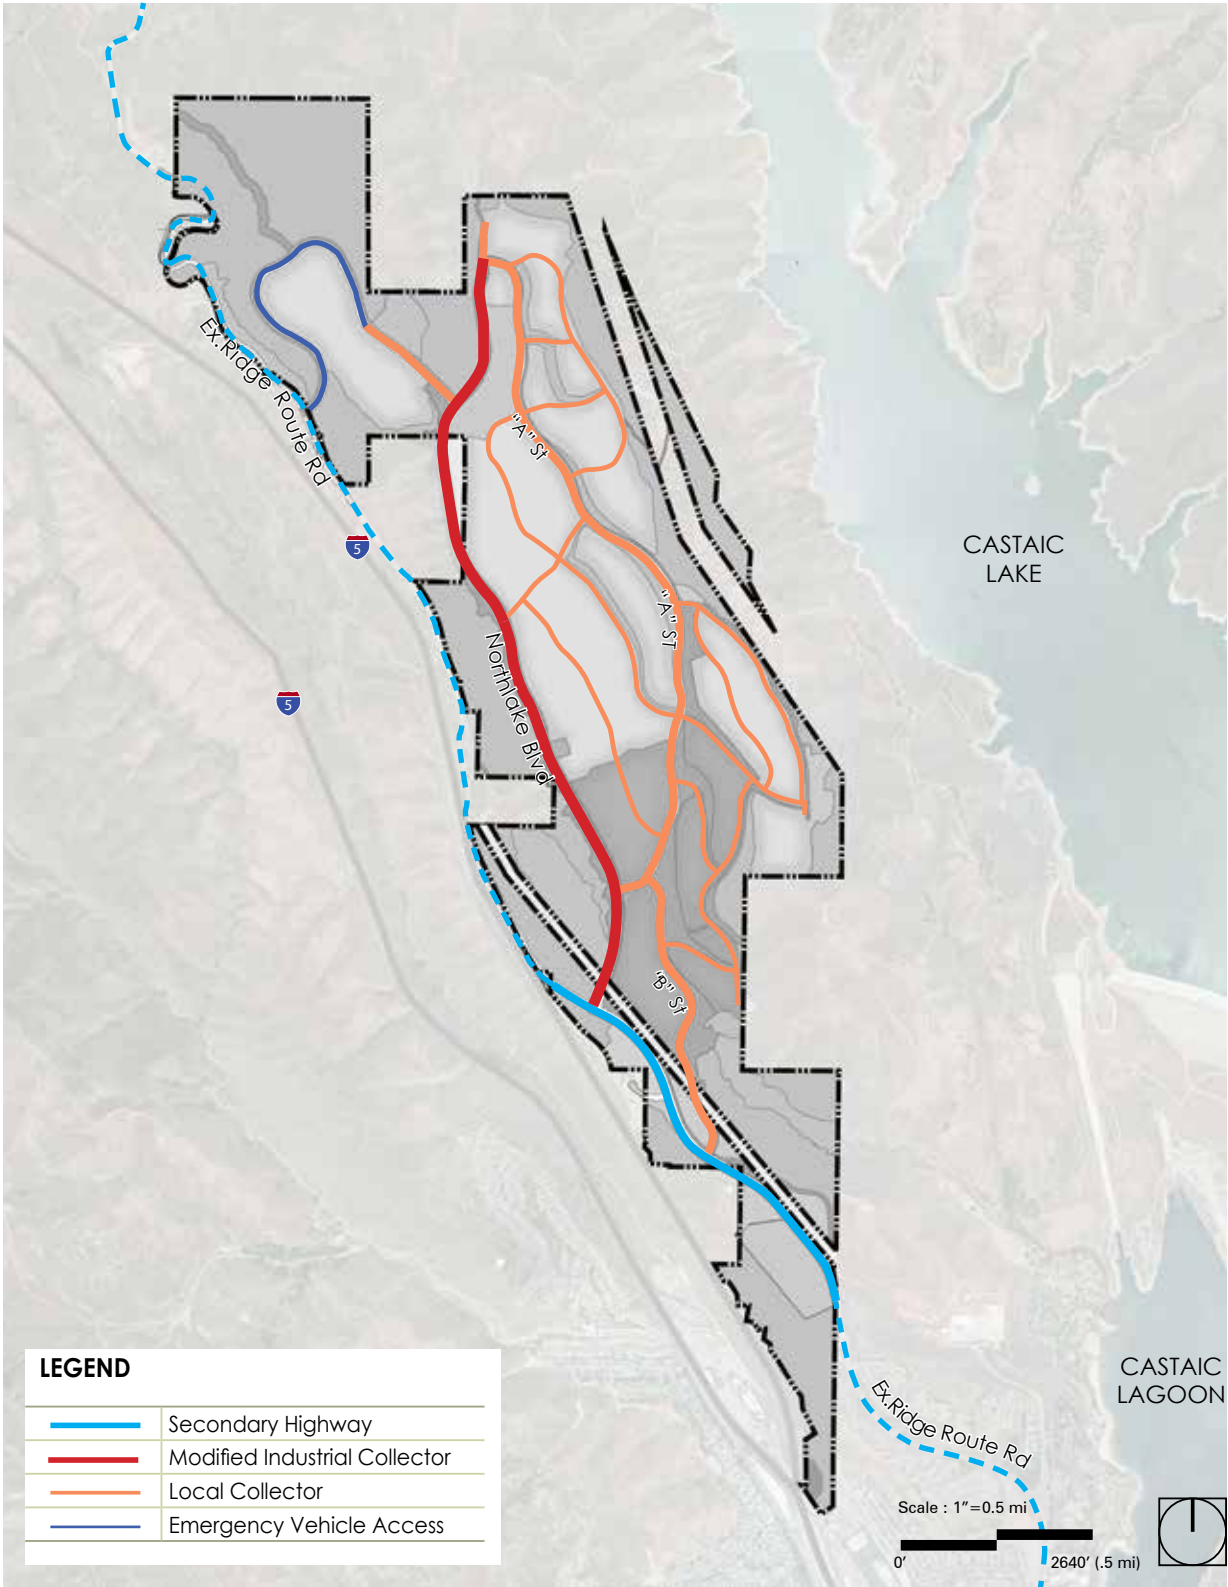 Ex.Ridge Route Rd
"A" St
5
CASTAIC
LAKE
"A" ST
Northlake Blvd
5
"B" St
LEGEND
Secondary Highway
Modified Industrial Collector
Local Collector
Emergency Vehicle Access
CASTAIC
LAGOON
Ex.Ridge Route Rd
Scale : 1"=0.5 mi
0'
2640' (.5 mi)